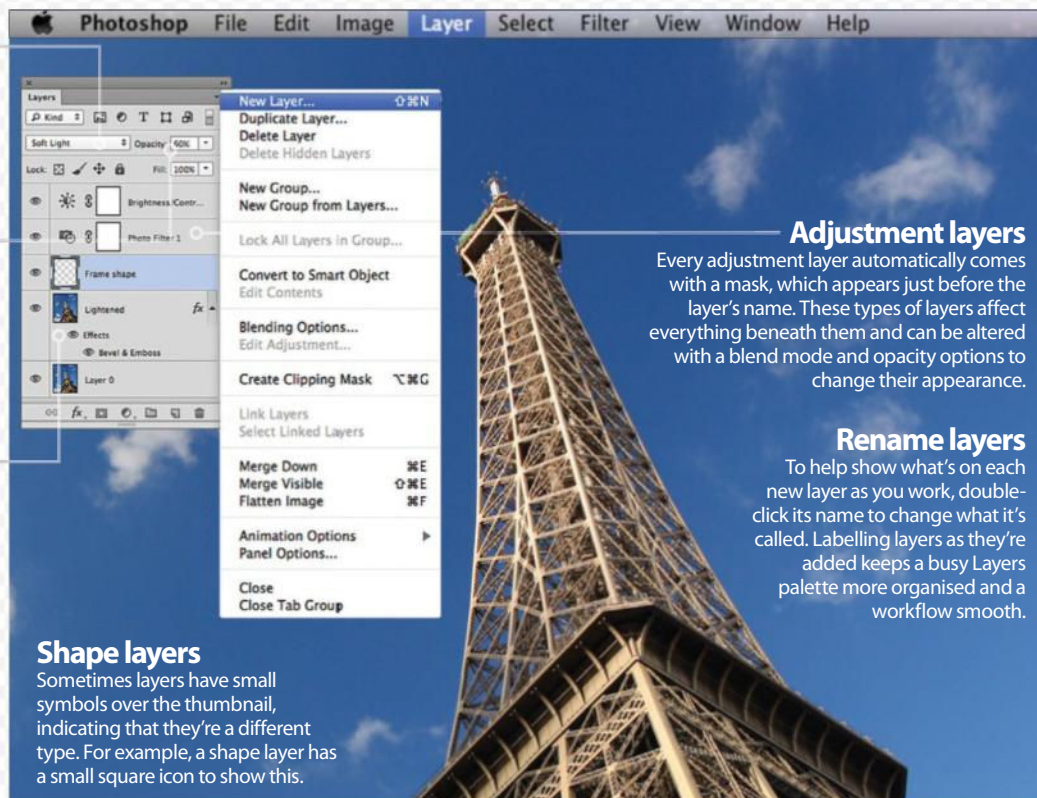 Photoshop File Edit Image Layer Select Filter View Window Help
Layers
Kind
T
Soft Light Opacity: 60%
Lock: Fill: 100%
Brightness/Contr...
Photo Filter 1
Frame shape
Lightened fx
Effects
Bevel & Emboss
Layer 0
fx.
New Layer... ⇧⌘N
Duplicate Layer...
Delete Layer
Delete Hidden Layers
New Group...
New Group from Layers...
Lock All Layers in Group...
Convert to Smart Object
Edit Contents
Blending Options...
Edit Adjustment...
Create Clipping Mask ⌥⌘G
Link Layers
Select Linked Layers
Merge Down ⌘E
Merge Visible ⇧⌘E
Flatten Image ⌘F
Animation Options
Panel Options...
Close
Close Tab Group
Adjustment layers
Every adjustment layer automatically comes
with a mask, which appears just before the
layer's name. These types of layers affect
everything beneath them and can be altered
with a blend mode and opacity options to
change their appearance.
Rename layers
To help show what's on each
new layer as you work, double-
click its name to change what it's
called. Labelling layers as they're
added keeps a busy Layers
palette more organised and a
workflow smooth.
Shape layers
Sometimes layers have small
symbols over the thumbnail,
indicating that they're a different
type. For example, a shape layer has
a small square icon to show this.